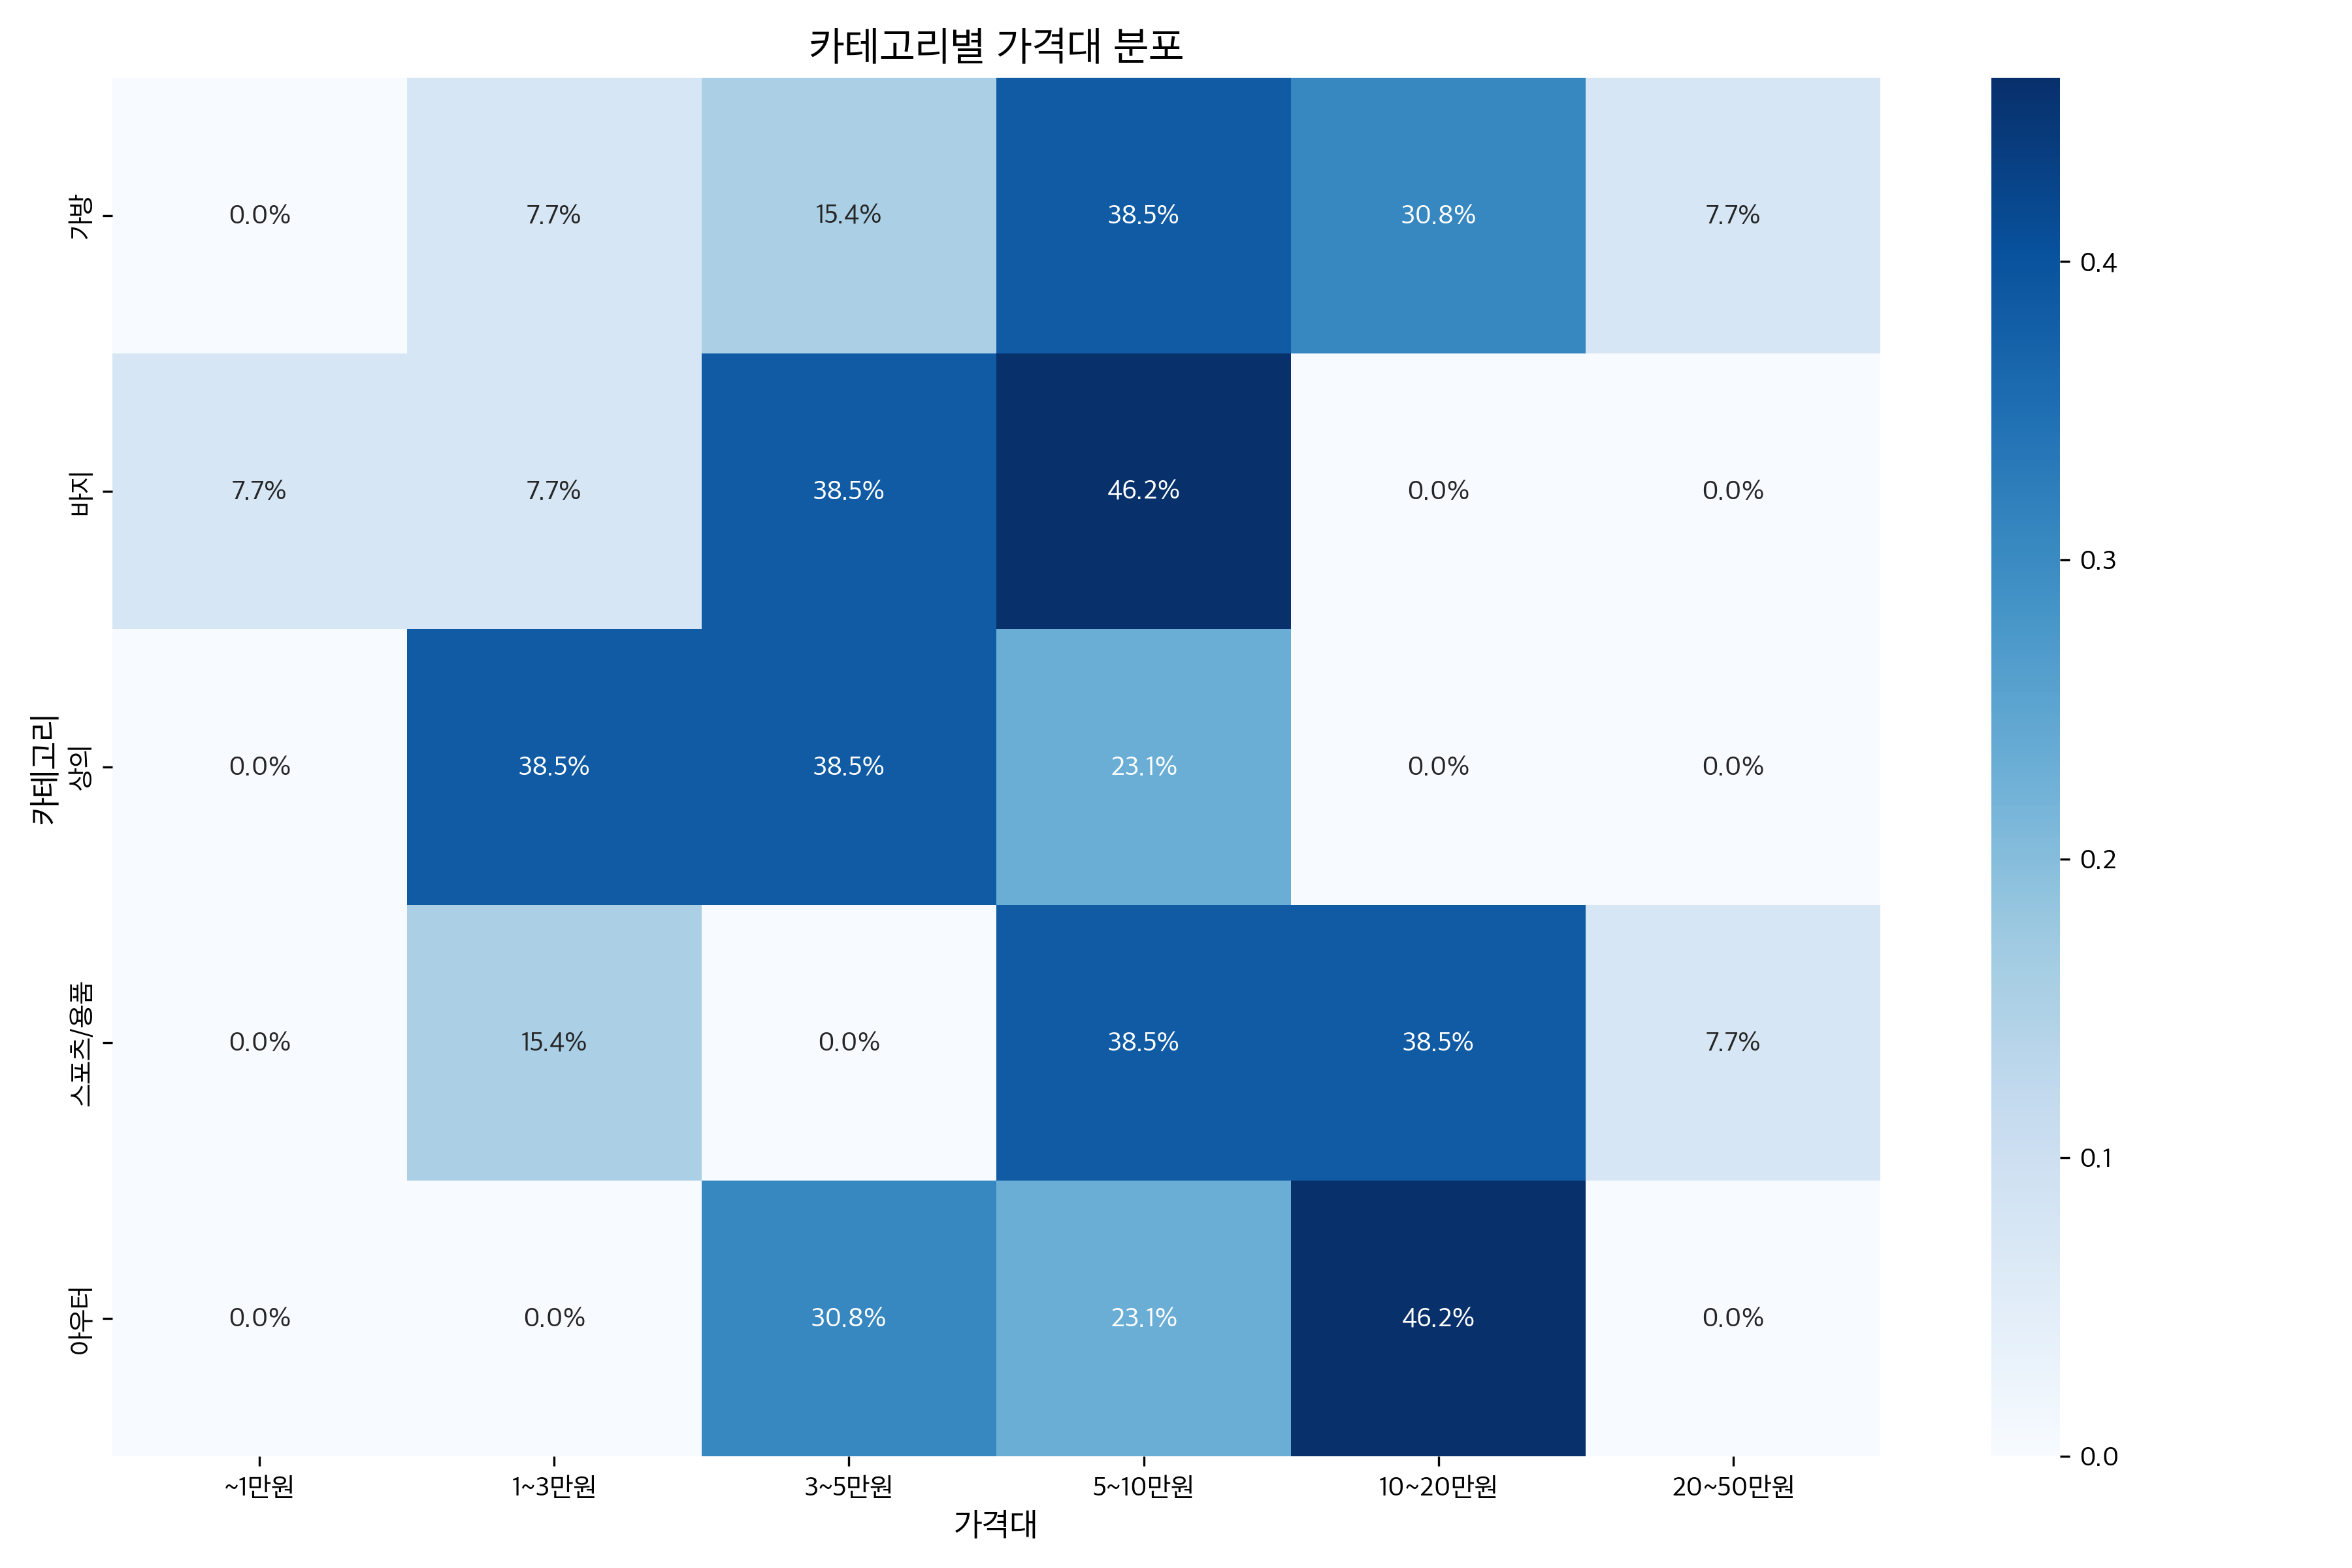 카테고리별 가격대 분포
카테고리
가방 0.0% 7.7% 15.4% 38.5% 30.8% 7.7%
바지 7.7% 7.7% 38.5% 46.2% 0.0% 0.0%
상의 0.0% 38.5% 38.5% 23.1% 0.0% 0.0%
스포츠/용품 0.0% 15.4% 0.0% 38.5% 38.5% 7.7%
아우터 0.0% 0.0% 30.8% 23.1% 46.2% 0.0%
~1만원 1~3만원 3~5만원 5~10만원 10~20만원 20~50만원
가격대
0.4
0.3
0.2
0.1
0.0